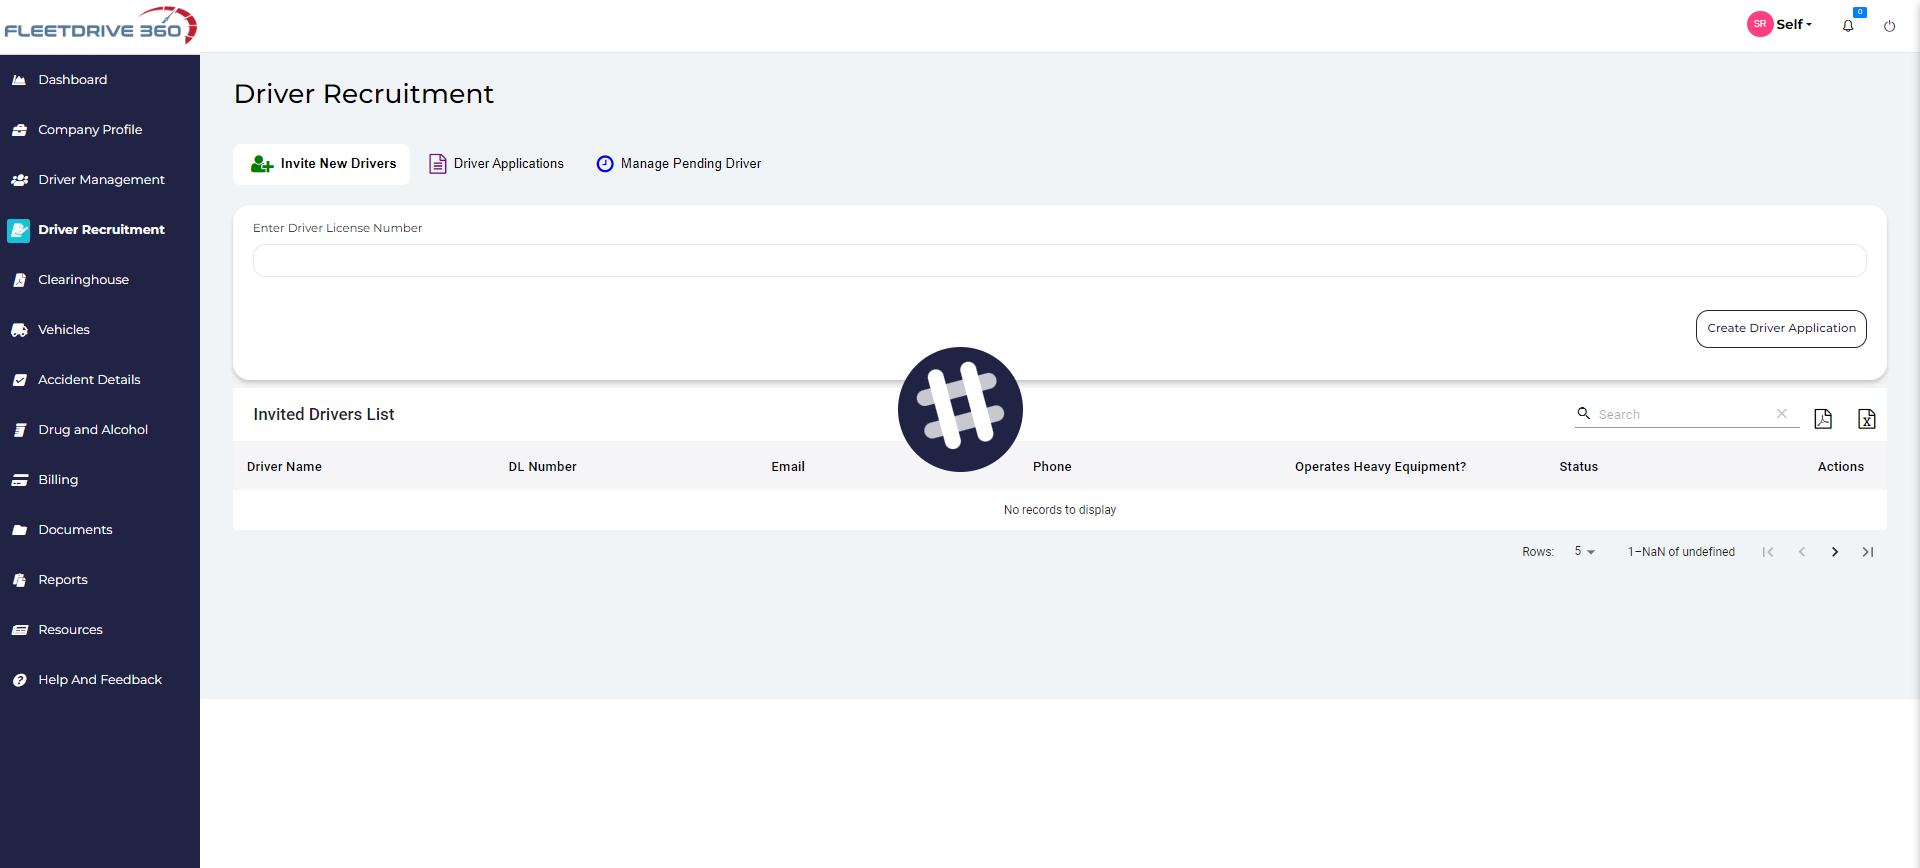 FLEETDRIVE 360
SR Self
0
Dashboard
Company Profile
Driver Management
Driver Recruitment
Clearinghouse
Vehicles
Accident Details
Drug and Alcohol
Billing
Documents
Reports
Resources
Help And Feedback
Driver Recruitment
Invite New Drivers
Driver Applications
Manage Pending Driver
Enter Driver License Number
Create Driver Application
Invited Drivers List
Search
Driver Name DL Number Email Phone Operates Heavy Equipment? Status Actions
No records to display
Rows: 5 1–NaN of undefined